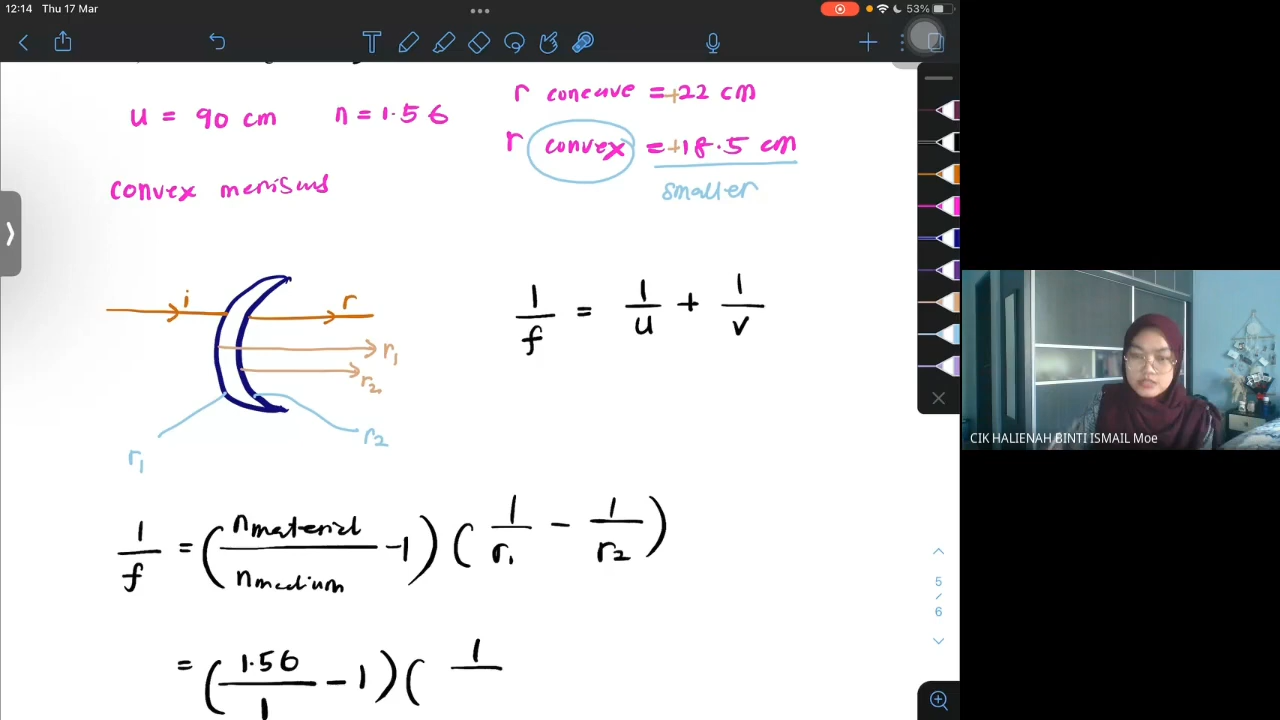 12:14 Thu 17 Mar
53%
u = 90 cm n = 1.56
r concave = +22 cm
r convex = +18.5 cm
smaller
convex meniscus
i r
r1
r2
r1
r2
1/f = 1/u + 1/v
1/f = (nmaterial/nmedium - 1) (1/r1 - 1/r2)
= (1.56/1 - 1) (1/
5
/
6
CIK HALIENAH BINTI ISMAIL Moe